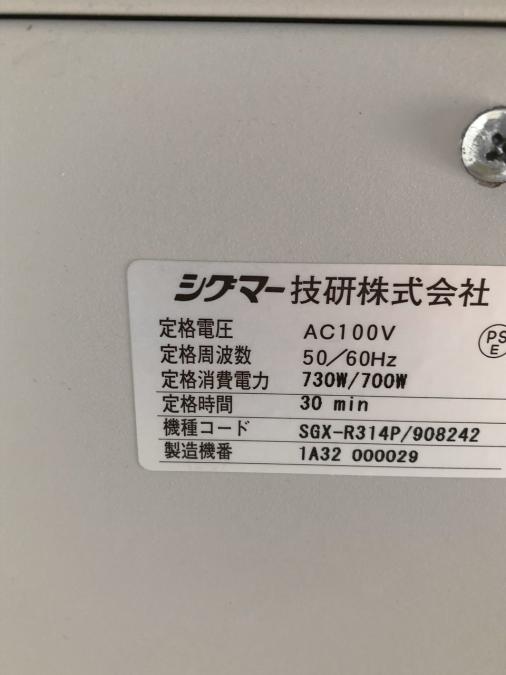 シグマー技研株式会社
定格電圧 AC100V
定格周波数 50/60Hz
定格消費電力 730W/700W
定格時間 30 min
機種コード SGX-R314P/908242
製造機番 1A32 000029
PS
E